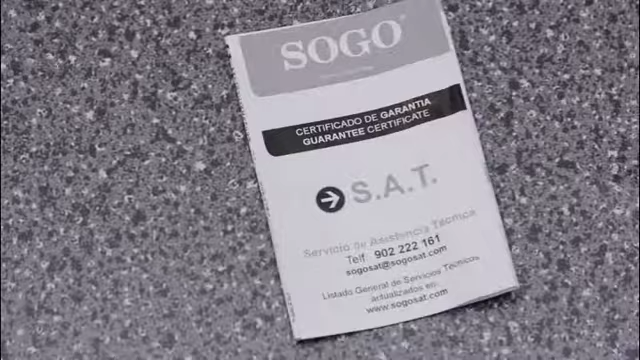 SOGO
CERTIFICADO DE GARANTIA
GUARANTEE CERTIFICATE
S.A.T.
Servicio de Asistencia Técnica
Telf: 902 222 161
sogosat@sogosat.com
Listado General de Servicios Técnicos
actualizados en:
www.sogosat.com